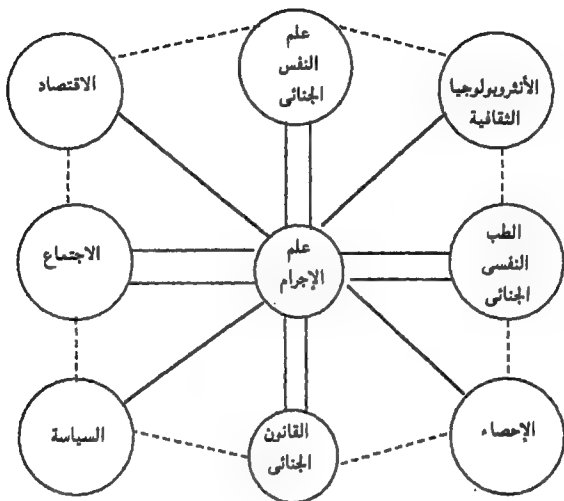 علم
النفس
الجنائى
الأنثروبولوجيا
الثقافية
الاقتصاد
الطب
النفسى
الجنائى
علم
الإجرام
الاجتماع
الإحصاء
القانون
الجنائى
السياسة